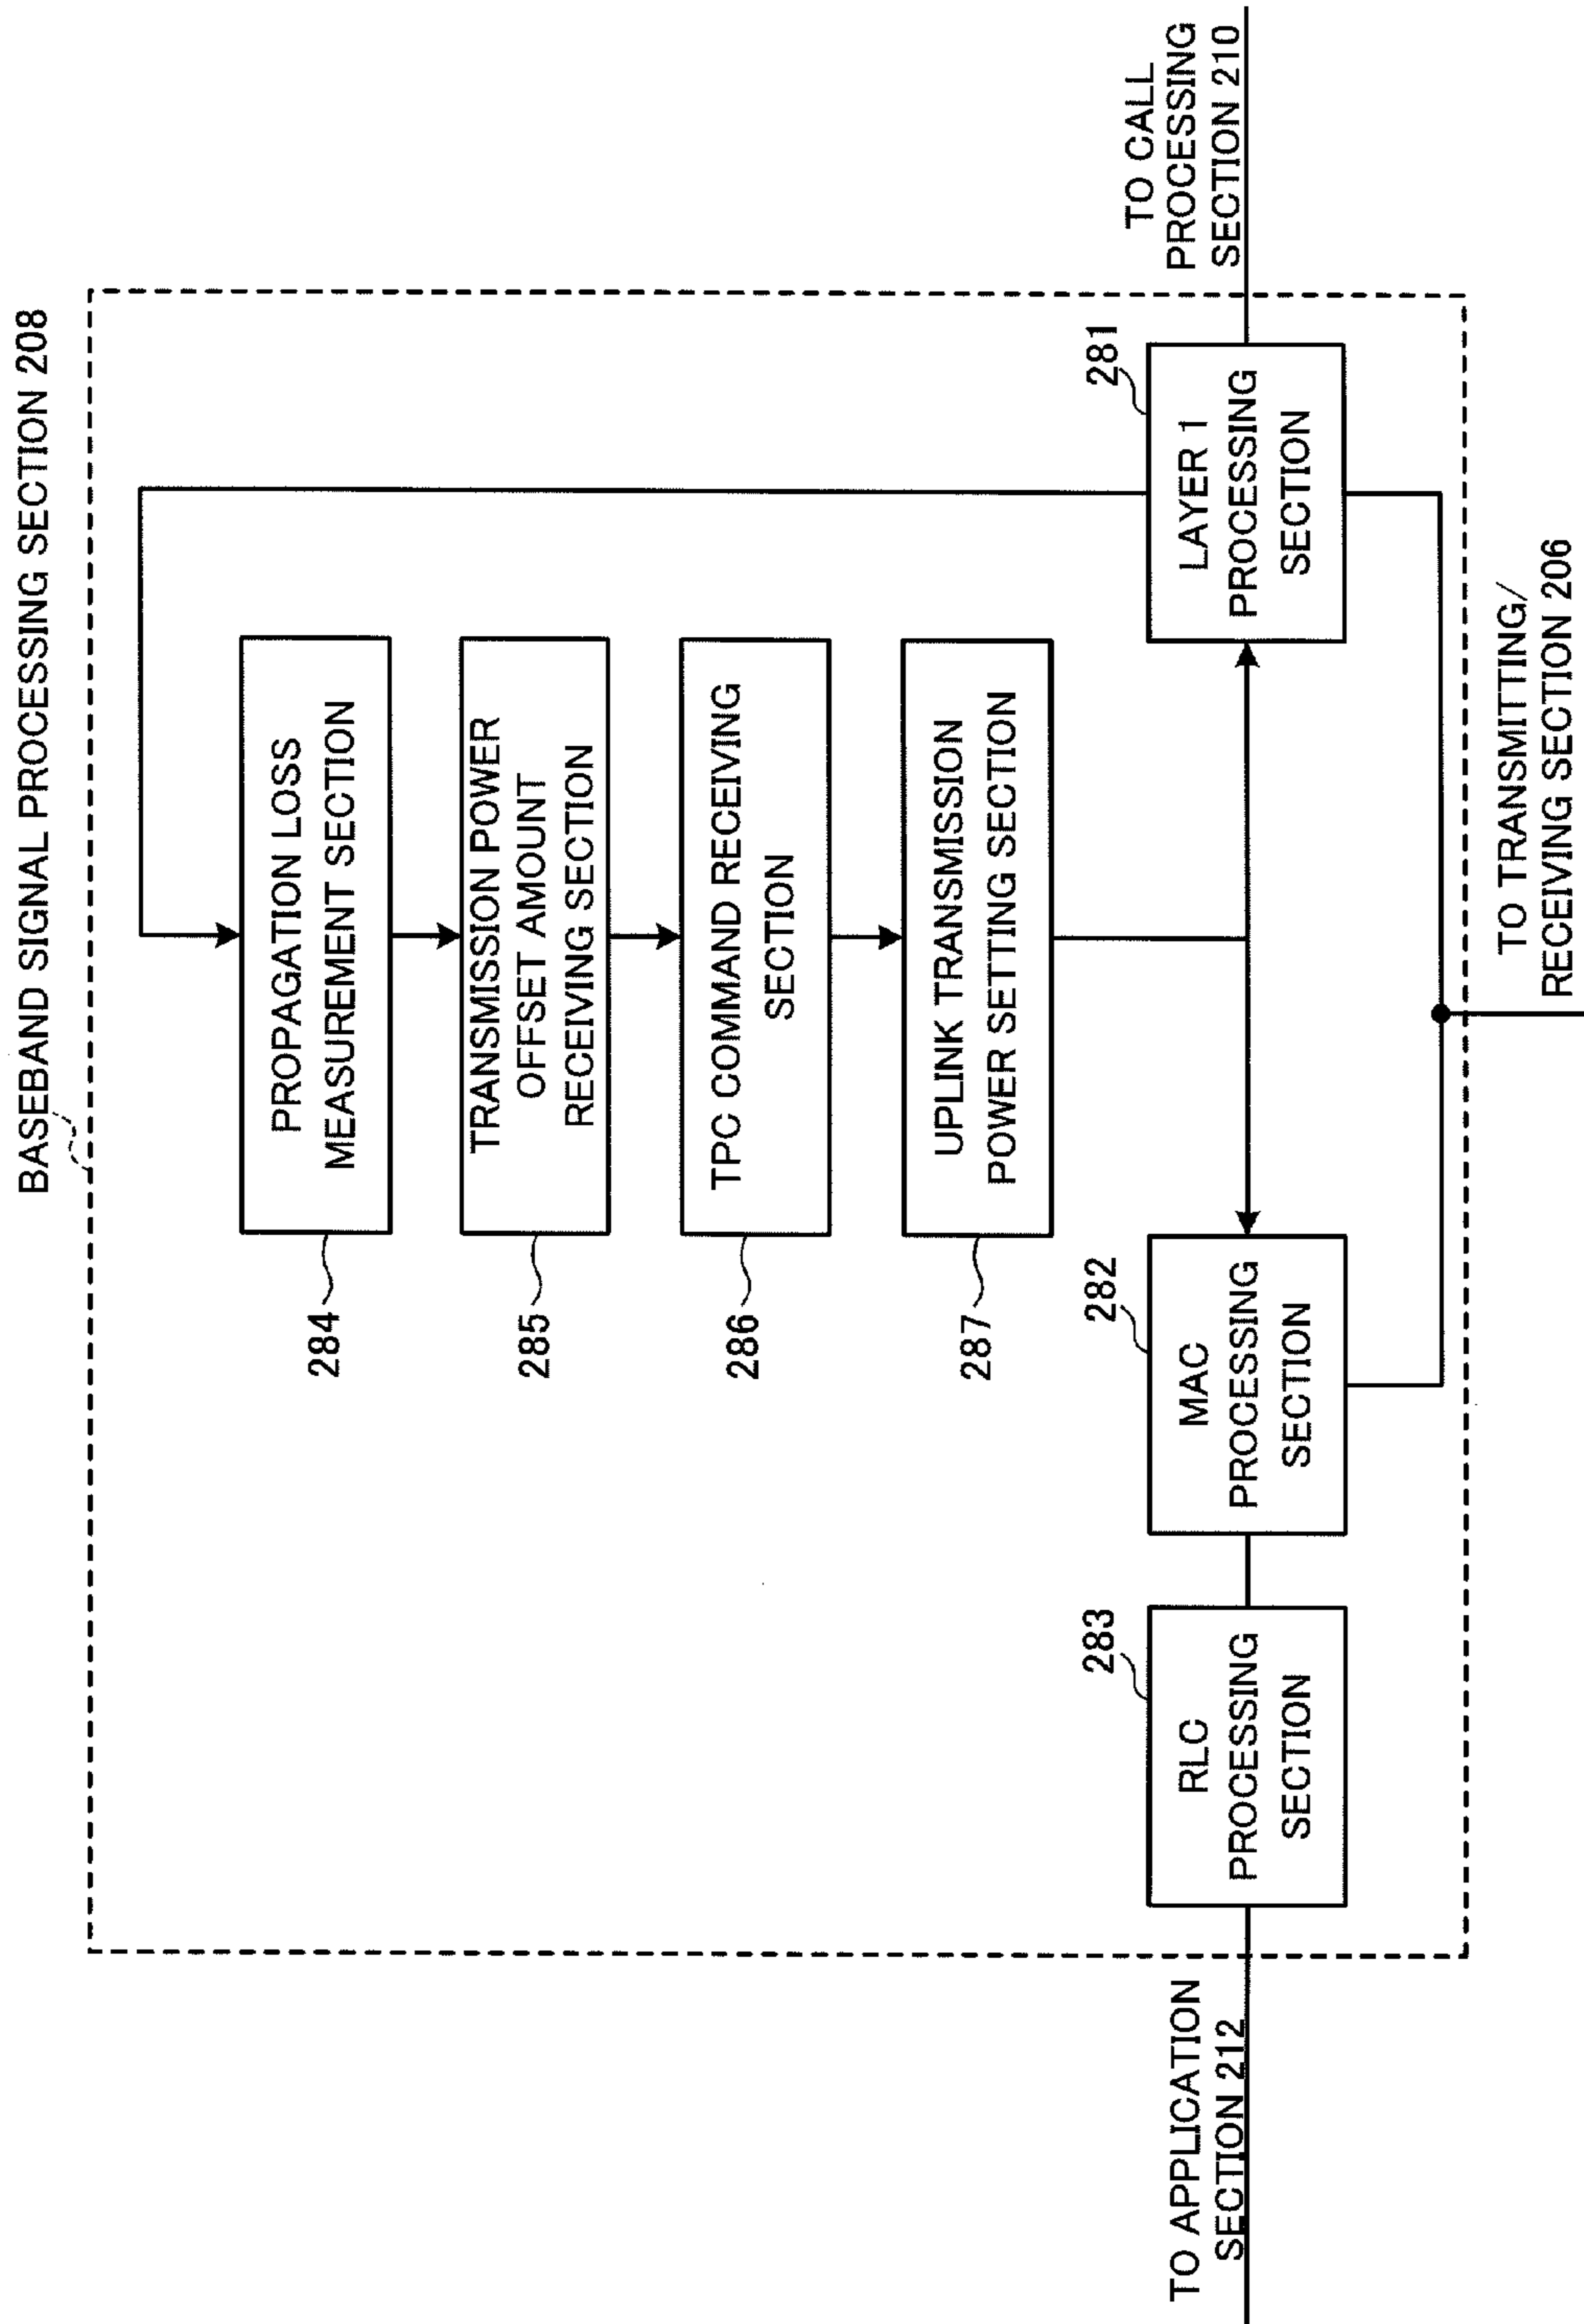 BASEBAND SIGNAL PROCESSING SECTION 208
PROPAGATION LOSS
MEASUREMENT SECTION
284
TRANSMISSION POWER
OFFSET AMOUNT
RECEIVING SECTION
285
TPC COMMAND RECEIVING
SECTION
286
UPLINK TRANSMISSION
POWER SETTING SECTION
287
TO APPLICATION
SECTION 212
283
RLC
PROCESSING
SECTION
282
MAC
PROCESSING
SECTION
281
LAYER 1
PROCESSING
SECTION
TO CALL
PROCESSING
SECTION 210
TO TRANSMITTING/
RECEIVING SECTION 206